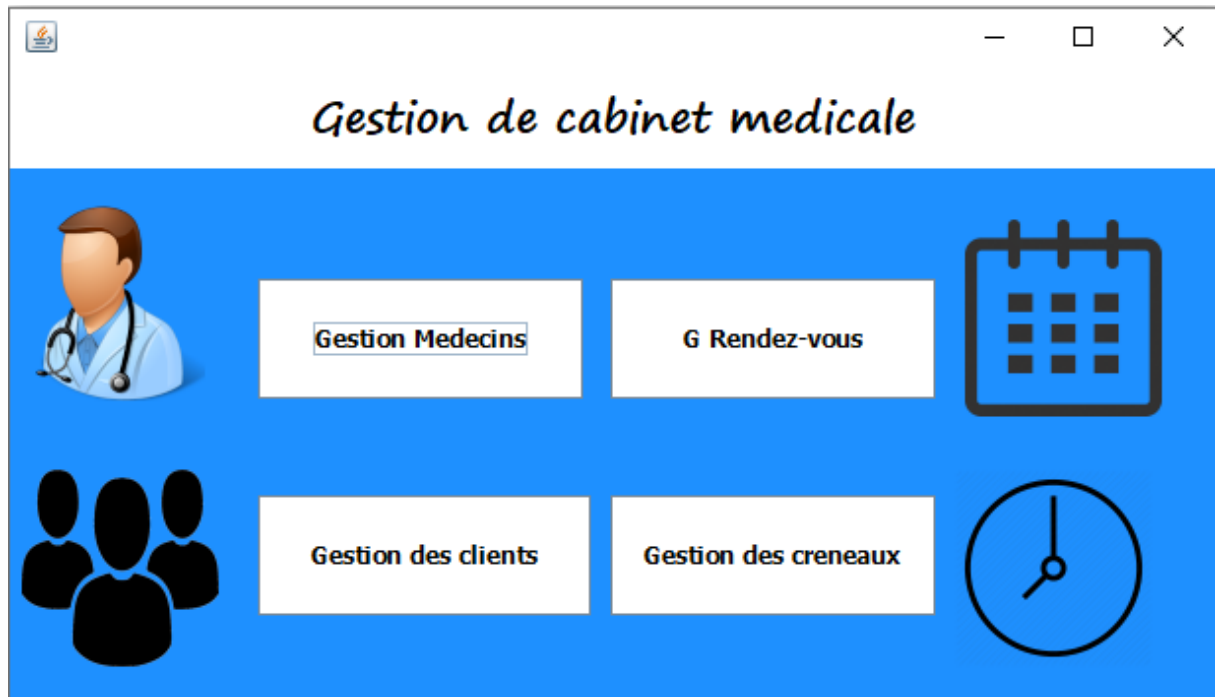 Gestion de cabinet medicale
Gestion Medecins
G Rendez-vous
Gestion des clients
Gestion des creneaux